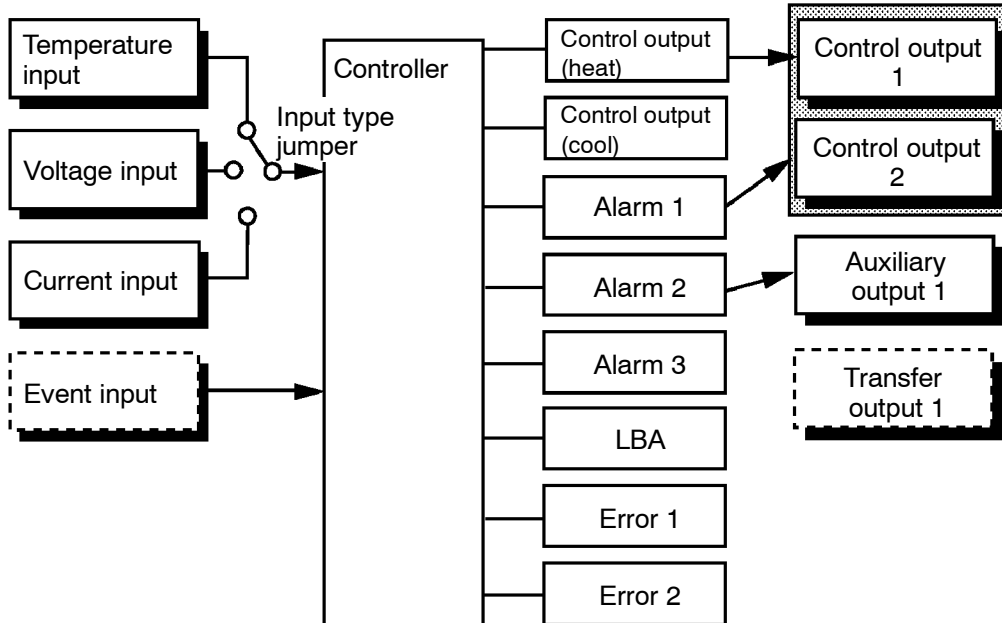 Temperature
input
Voltage input
Current input
Event input
Input type
jumper
Controller
Control output
(heat)
Control output
(cool)
Alarm 1
Alarm 2
Alarm 3
LBA
Error 1
Error 2
Control output
1
Control output
2
Auxiliary
output 1
Transfer
output 1